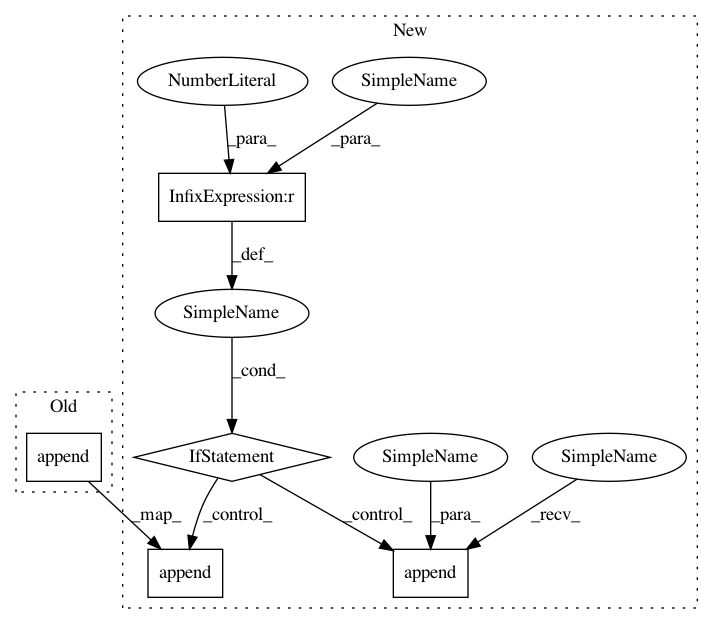 New
NumberLiteral
SimpleName
_para_
_para_
InfixExpression:r
_def_
SimpleName
_cond_
Old
append
IfStatement
SimpleName
SimpleName
_map_
_control_
_control_
_para_
_recv_
append
append